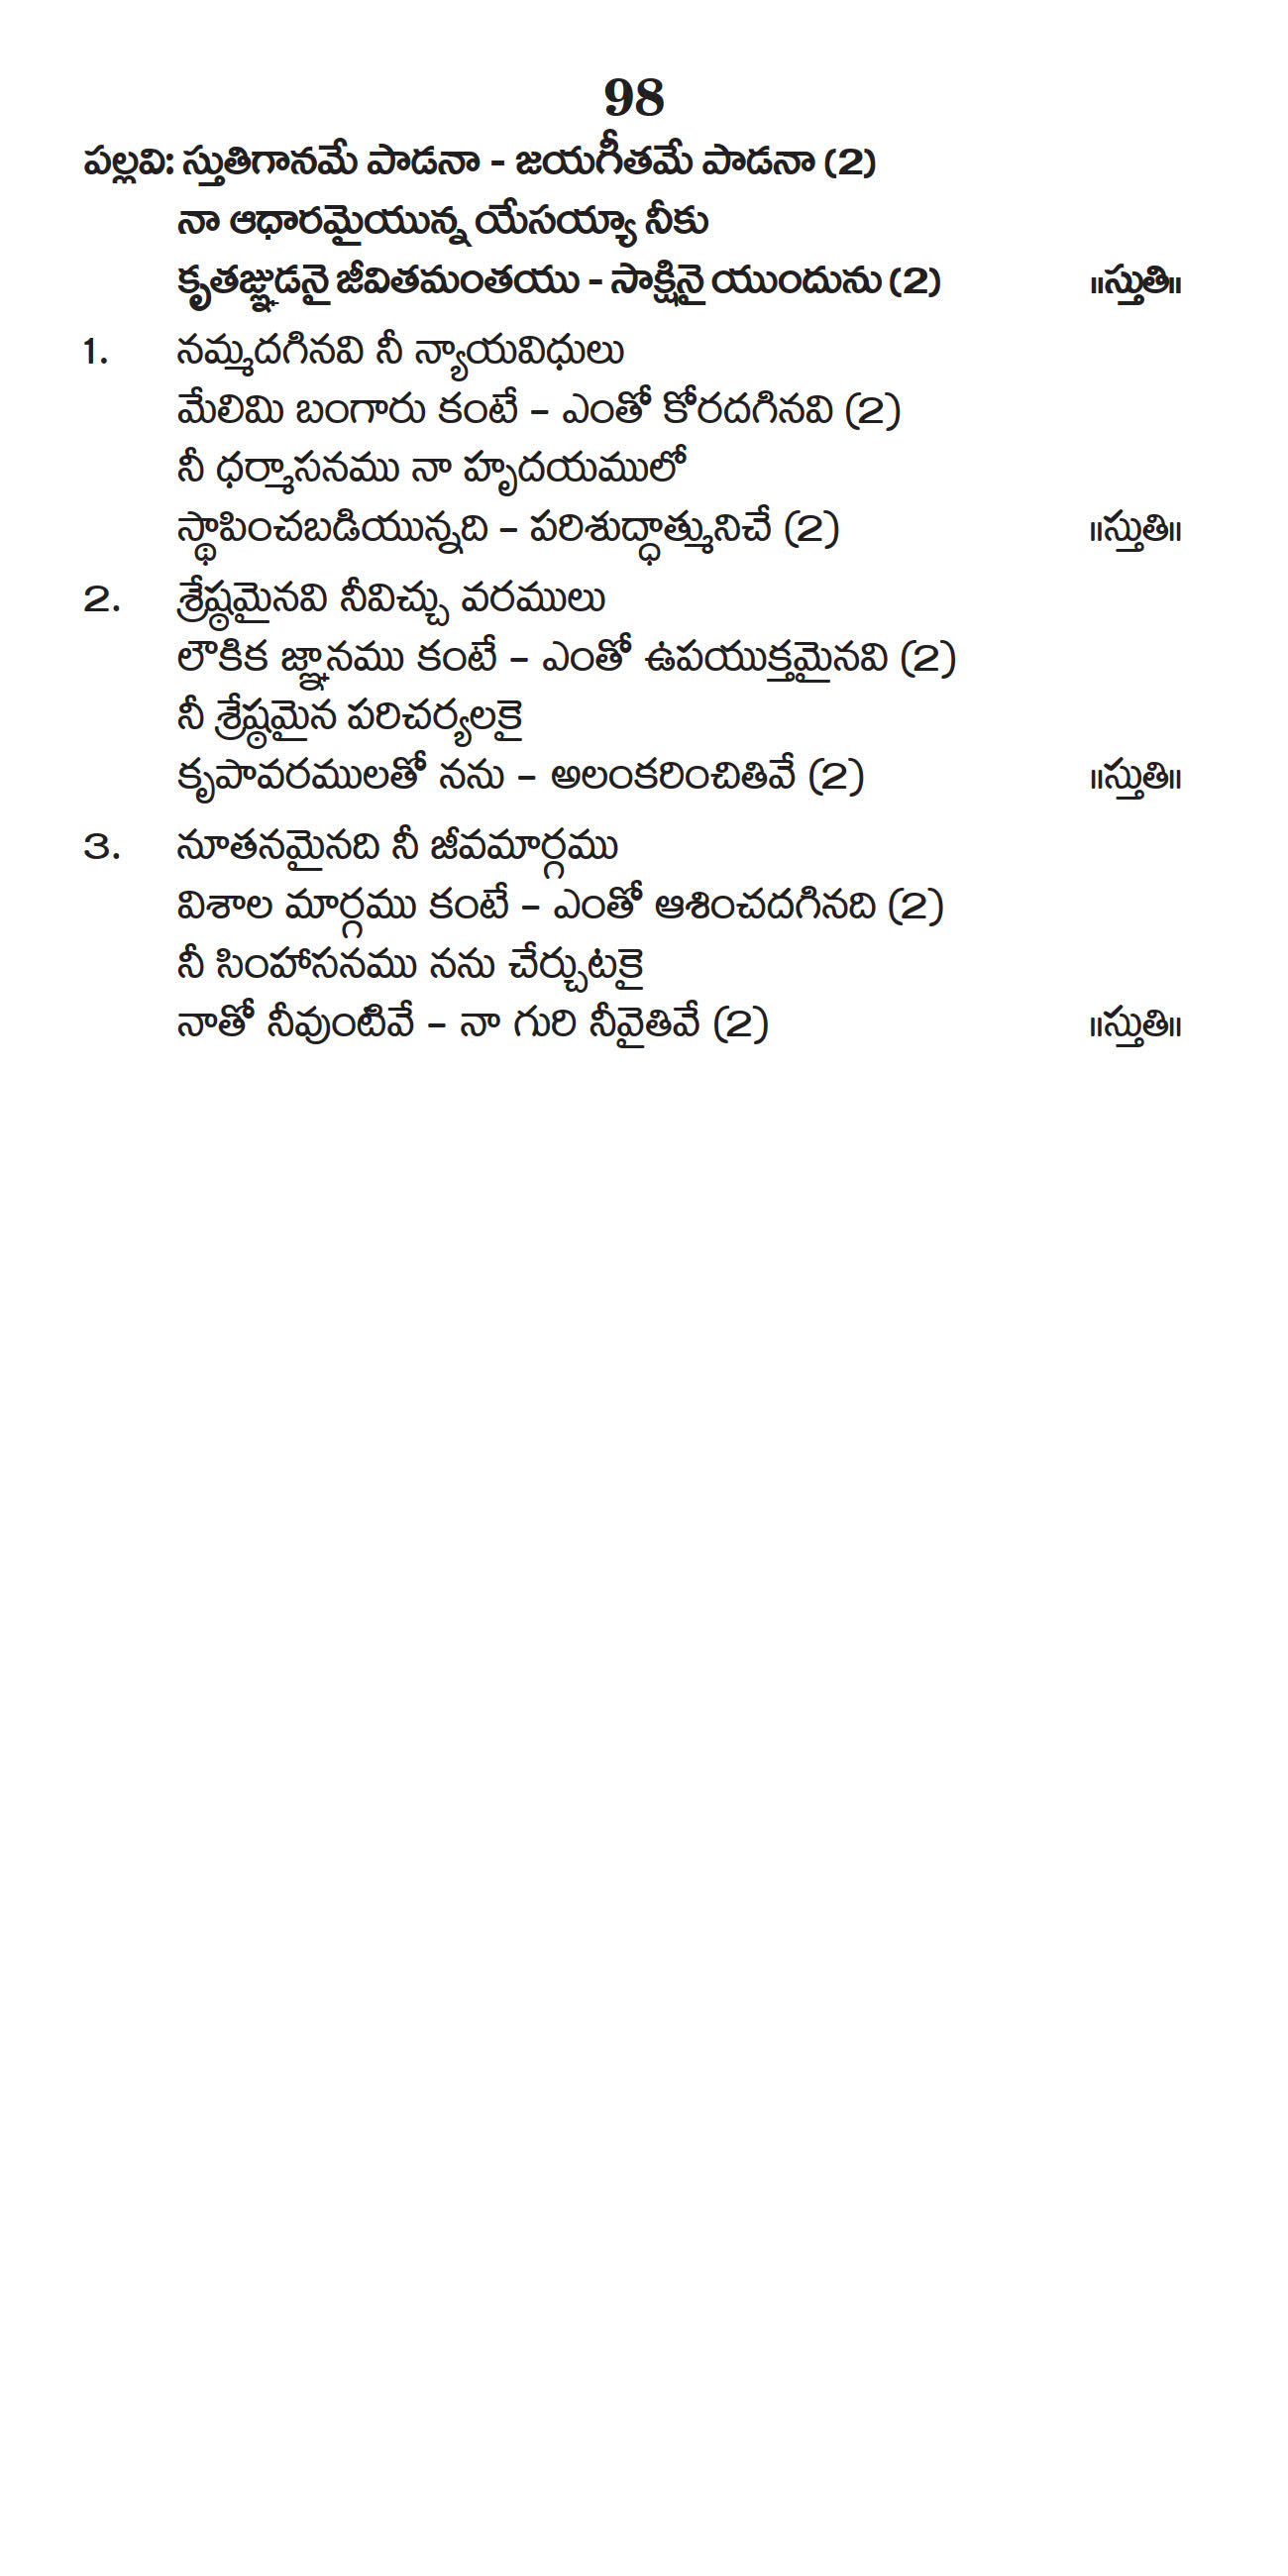 98
పల్లవి: స్తుతిగానమే పాడనా - జయగీతమే పాడనా (2)
నా ఆధారమైయున్న యేసయ్యా నీకు
కృతజ్ఞుడనై జీవితమంతయు - సాక్షినై యుందును (2) ॥స్తుతి॥
1. నమ్మదగినవి నీ న్యాయవిధులు
మేలిమి బంగారు కంటే – ఎంతో కోరదగినవి (2)
నీ ధర్మాసనము నా హృదయములో
స్థాపించబడియున్నది – పరిశుద్ధాత్మునిచే (2) ॥స్తుతి॥
2. శ్రేష్ఠమైనవి నీవిచ్చు వరములు
లౌకిక జ్ఞానము కంటే – ఎంతో ఉపయుక్తమైనవి (2)
నీ శ్రేష్ఠమైన పరిచర్యలకై
కృపావరములతో నను – అలంకరించితివే (2) ॥స్తుతి॥
3. నూతనమైనది నీ జీవమార్గము
విశాల మార్గము కంటే – ఎంతో ఆశించదగినది (2)
నీ సింహాసనము నను చేర్చుటకై
నాతో నీవుంటివే – నా గురి నీవైతివే (2) ॥స్తుతి॥